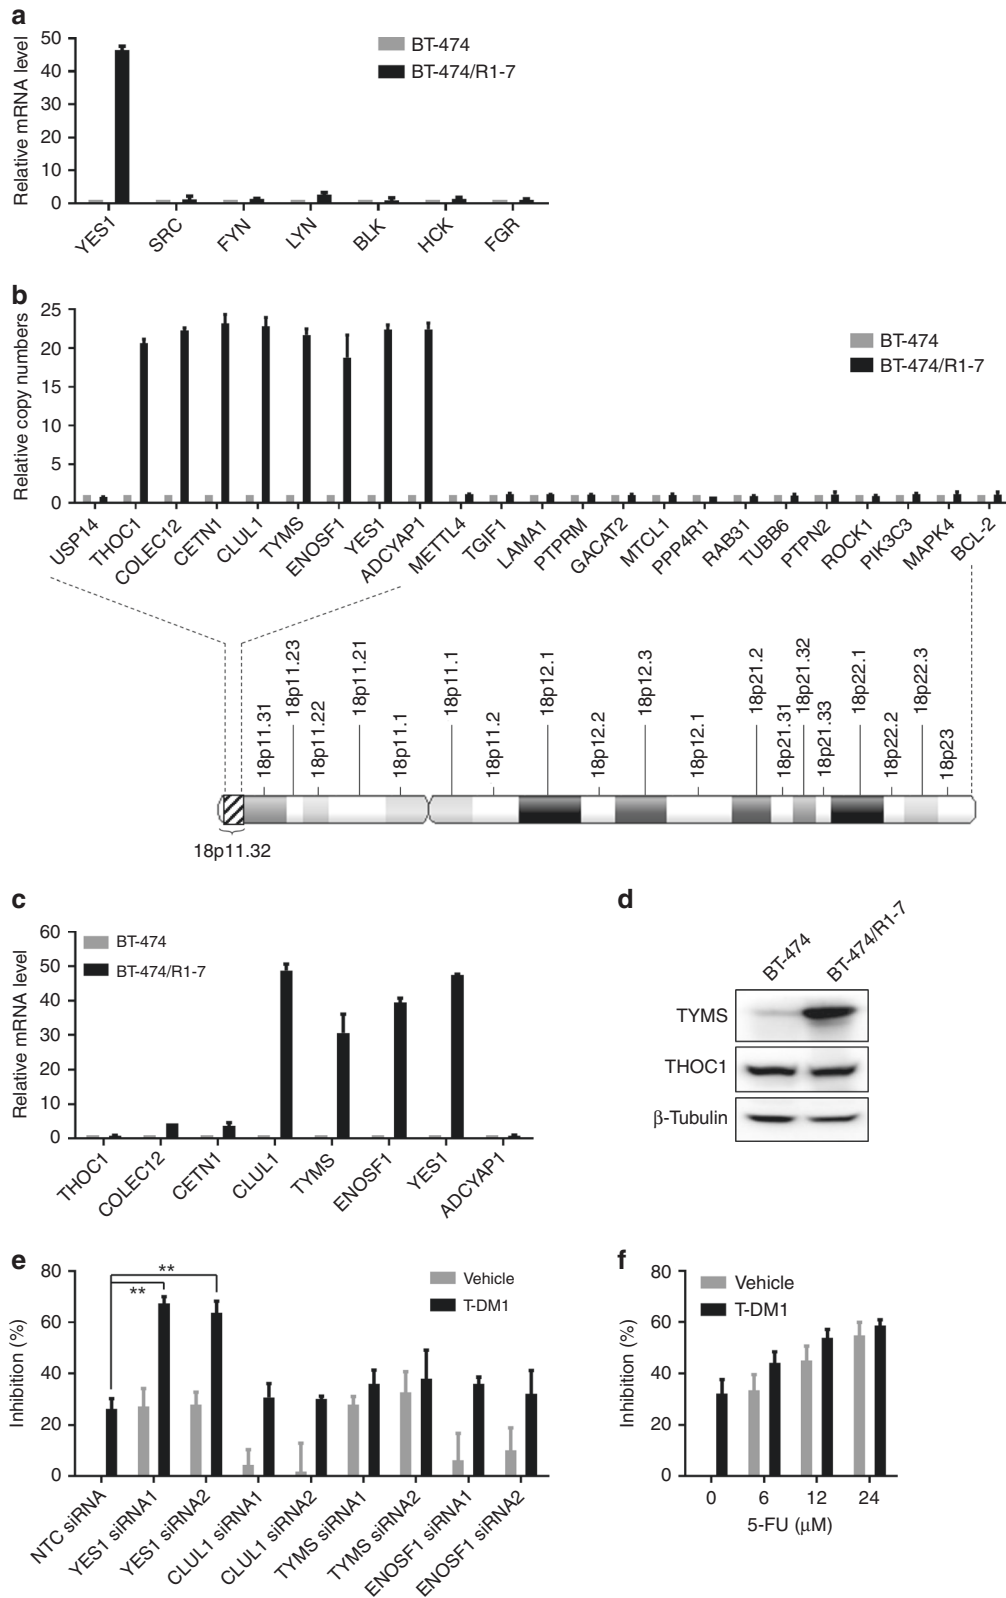 a
50
40
30
20
10
0
Relative mRNA level
BT-474
BT-474/R1-7
YES1
SRC
FYN
LYN
BLK
HCK
FGR
b
25
20
15
10
5
0
Relative copy numbers
BT-474
BT-474/R1-7
USP14
THOC1
COLEC12
CETN1
CLUL1
TYMS
ENOSF1
YES1
ADCYAP1
METTL4
TGIF1
LAMA1
PTPRM
GACAT2
MTCL1
PPP4R1
RAB31
TUBB6
PTPN2
ROCK1
PIK3C3
MAPK4
BCL-2
18p11.31
18p11.23
18p11.22
18p11.21
18p11.1
18p11.1
18p11.2
18p12.1
18p12.2
18p12.3
18p12.1
18p21.2
18p21.31
18p21.32
18p21.33
18p22.1
18p22.2
18p22.3
18p23
18p11.32
c
60
50
40
30
20
10
0
Relative mRNA level
BT-474
BT-474/R1-7
THOC1
COLEC12
CETN1
CLUL1
TYMS
ENOSF1
YES1
ADCYAP1
d
BT-474
BT-474/R1-7
TYMS
THOC1
β-Tubulin
e
80
60
40
20
0
Inhibition (%)
**
**
Vehicle
T-DM1
NTC siRNA
YES1 siRNA1
YES1 siRNA2
CLUL1 siRNA1
CLUL1 siRNA2
TYMS siRNA1
TYMS siRNA2
ENOSF1 siRNA1
ENOSF1 siRNA2
f
80
60
40
20
0
Inhibition (%)
Vehicle
T-DM1
0 6 12 24
5-FU (μM)